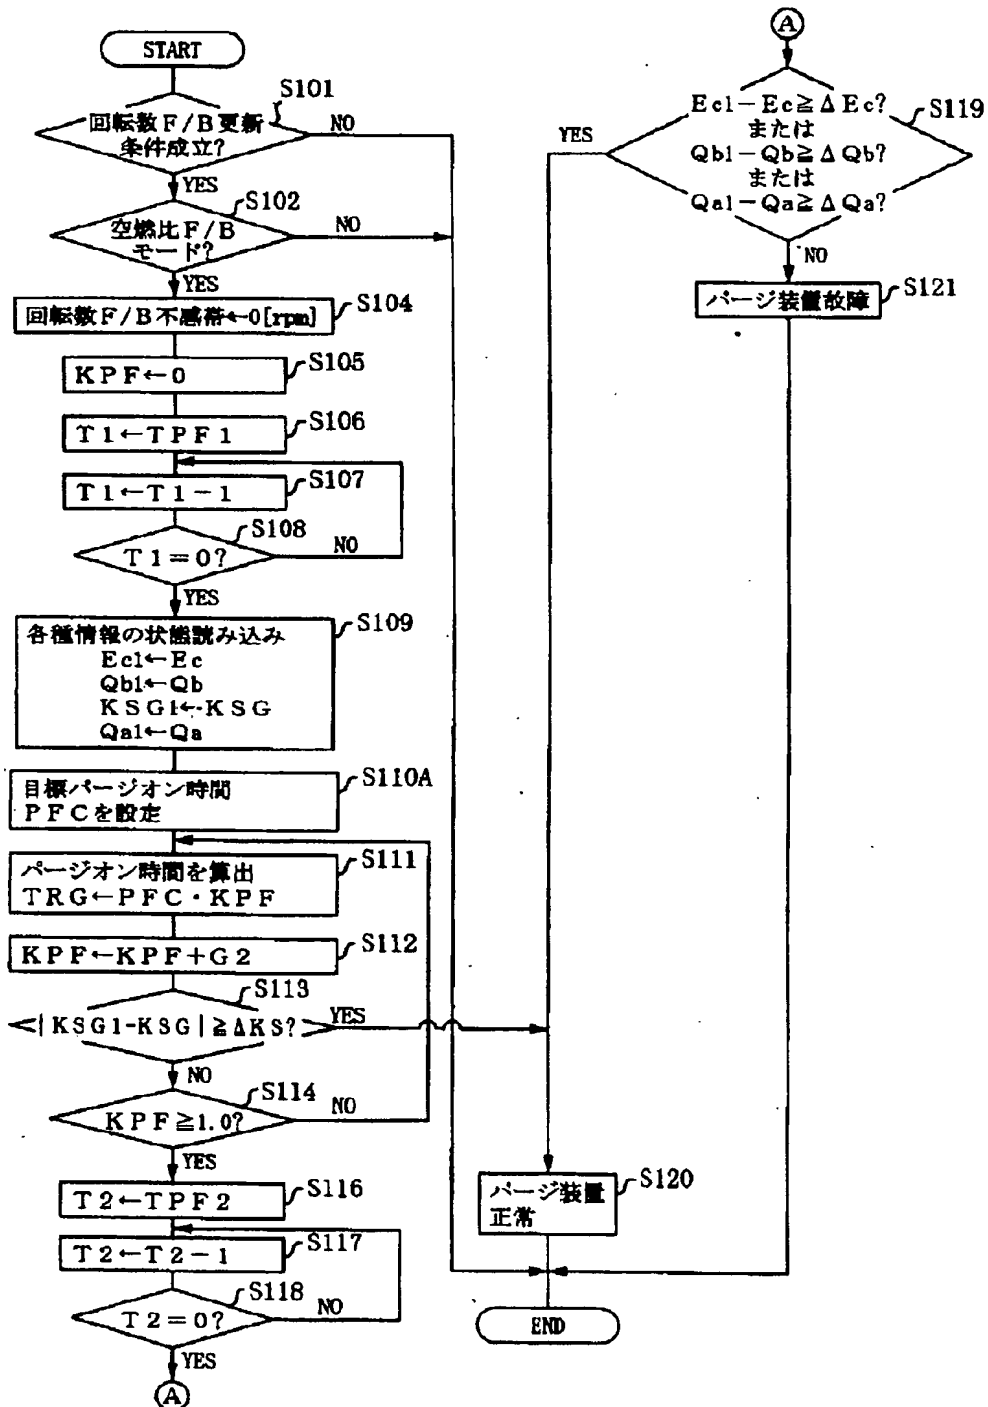 START
S101
回転数F/B更新
条件成立?
NO
YES
S102
空燃比F/B
モード?
NO
YES
S104
回転数F/B不感帯←0[rpm]
S105
KPF←0
S106
T1←TPF1
S107
T1←T1-1
S108
T1=0?
NO
YES
S109
各種情報の状態読み込み
Ec1←Ec
Qb1←Qb
KSG1←KSG
Qa1←Qa
S110A
目標パージオン時間
PFCを設定
S111
パージオン時間を算出
TRG←PFC・KPF
S112
KPF←KPF+G2
S113
|KSG1-KSG|≧ΔKS?
YES
NO
S114
KPF≧1.0?
NO
YES
S116
T2←TPF2
S117
T2←T2-1
S118
T2=0?
NO
YES
A
A
S119
Ec1-Ec≧ΔEc?
または
Qb1-Qb≧ΔQb?
または
Qa1-Qa≧ΔQa?
YES
NO
S121
パージ装置故障
S120
パージ装置
正常
END